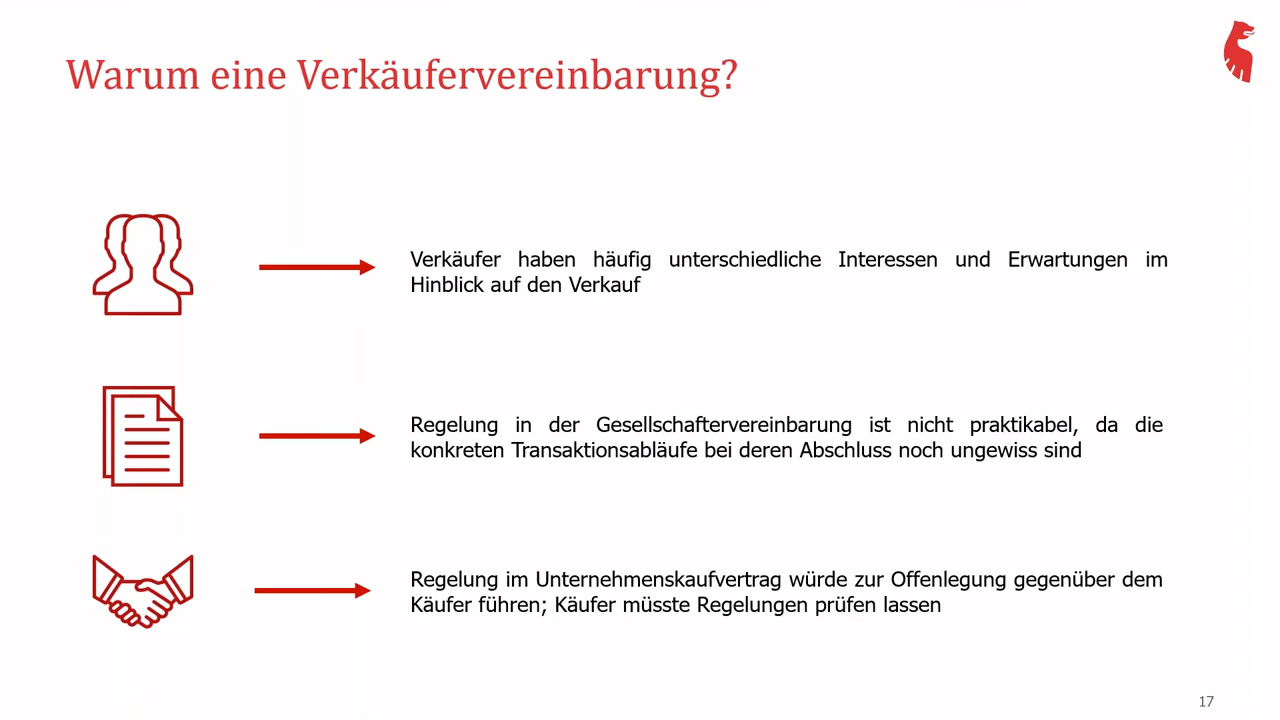 Warum eine Verkäufervereinbarung?
Verkäufer haben häufig unterschiedliche Interessen und Erwartungen im
Hinblick auf den Verkauf
Regelung in der Gesellschaftervereinbarung ist nicht praktikabel, da die
konkreten Transaktionsabläufe bei deren Abschluss noch ungewiss sind
Regelung im Unternehmenskaufvertrag würde zur Offenlegung gegenüber dem
Käufer führen; Käufer müsste Regelungen prüfen lassen
17